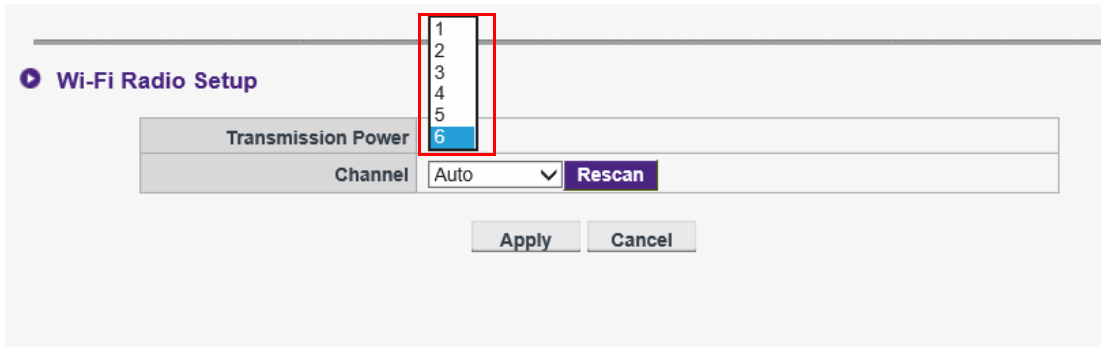 1
2
3
4
5
Wi-Fi Radio Setup
Transmission Power 6
Channel Auto Rescan
Apply Cancel